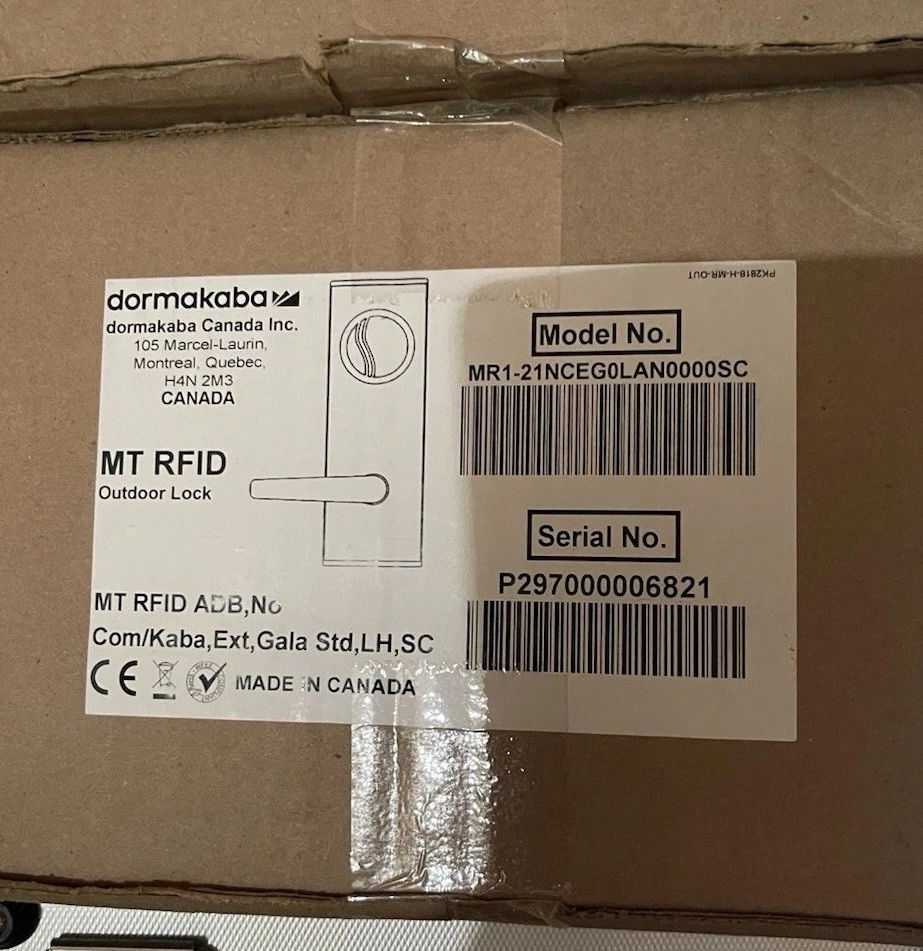 PK2818-H-MR-OUT
dormakaba
dormakaba Canada Inc.
105 Marcel-Laurin,
Montreal, Quebec,
H4N 2M3
CANADA
MT RFID
Outdoor Lock
MT RFID ADB,No
Com/Kaba,Ext,Gala Std,LH,SC
CE
MADE IN CANADA
Model No.
MR1-21NCEG0LAN0000SC
Serial No.
P297000006821